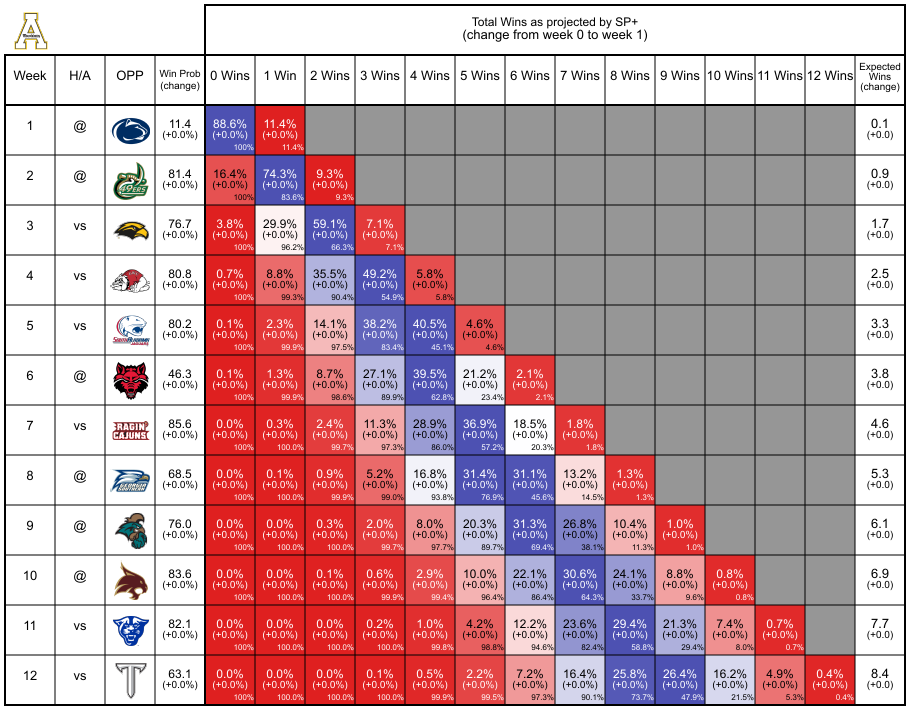 A
Total Wins as projected by SP+
(change from week 0 to week 1)
Week H/A OPP Win Prob (change) 0 Wins 1 Win 2 Wins 3 Wins 4 Wins 5 Wins 6 Wins 7 Wins 8 Wins 9 Wins 10 Wins 11 Wins 12 Wins Expected Wins (change)
1 @ 11.4 88.6% 11.4% 0.1
(+0.0%) (+0.0%) (+0.0%) (+0.0)
100% 11.4%
2 @ 49ERS 81.4 16.4% 74.3% 9.3% 0.9
(+0.0%) (+0.0%) (+0.0%) (+0.0%) (+0.0)
100% 83.6% 9.3%
3 vs 76.7 3.8% 29.9% 59.1% 7.1% 1.7
(+0.0%) (+0.0%) (+0.0%) (+0.0%) (+0.0%) (+0.0)
100% 96.2% 66.3% 7.1%
4 vs 80.8 0.7% 8.8% 35.5% 49.2% 5.8% 2.5
(+0.0%) (+0.0%) (+0.0%) (+0.0%) (+0.0%) (+0.0%) (+0.0)
100% 99.3% 90.4% 54.9% 5.8%
5 vs SOUTH ALABAMA 80.2 0.1% 2.3% 14.1% 38.2% 40.5% 4.6% 3.3
(+0.0%) (+0.0%) (+0.0%) (+0.0%) (+0.0%) (+0.0%) (+0.0%) (+0.0)
100% 99.9% 97.5% 83.4% 45.1% 4.6%
6 @ 46.3 0.1% 1.3% 8.7% 27.1% 39.5% 21.2% 2.1% 3.8
(+0.0%) (+0.0%) (+0.0%) (+0.0%) (+0.0%) (+0.0%) (+0.0%) (+0.0%) (+0.0)
100% 99.9% 98.6% 89.9% 62.8% 23.4% 2.1%
7 vs RAGIN' CAJUNS 85.6 0.0% 0.3% 2.4% 11.3% 28.9% 36.9% 18.5% 1.8% 4.6
(+0.0%) (+0.0%) (+0.0%) (+0.0%) (+0.0%) (+0.0%) (+0.0%) (+0.0%) (+0.0%) (+0.0)
100% 100.0% 99.7% 97.3% 86.0% 57.2% 20.3% 1.8%
8 @ GEORGIA SOUTHERN 68.5 0.0% 0.1% 0.9% 5.2% 16.8% 31.4% 31.1% 13.2% 1.3% 5.3
(+0.0%) (+0.0%) (+0.0%) (+0.0%) (+0.0%) (+0.0%) (+0.0%) (+0.0%) (+0.0%) (+0.0%) (+0.0)
100% 100.0% 99.9% 99.0% 93.8% 76.9% 45.6% 14.5% 1.3%
9 @ 76.0 0.0% 0.0% 0.3% 2.0% 8.0% 20.3% 31.3% 26.8% 10.4% 1.0% 6.1
(+0.0%) (+0.0%) (+0.0%) (+0.0%) (+0.0%) (+0.0%) (+0.0%) (+0.0%) (+0.0%) (+0.0%) (+0.0%) (+0.0)
100% 100.0% 100.0% 99.7% 97.7% 89.7% 69.4% 38.1% 11.3% 1.0%
10 @ 83.6 0.0% 0.0% 0.1% 0.6% 2.9% 10.0% 22.1% 30.6% 24.1% 8.8% 0.8% 6.9
(+0.0%) (+0.0%) (+0.0%) (+0.0%) (+0.0%) (+0.0%) (+0.0%) (+0.0%) (+0.0%) (+0.0%) (+0.0%) (+0.0%) (+0.0)
100% 100.0% 100.0% 99.9% 99.4% 96.4% 86.4% 64.3% 33.7% 9.6% 0.8%
11 vs 82.1 0.0% 0.0% 0.0% 0.2% 1.0% 4.2% 12.2% 23.6% 29.4% 21.3% 7.4% 0.7% 7.7
(+0.0%) (+0.0%) (+0.0%) (+0.0%) (+0.0%) (+0.0%) (+0.0%) (+0.0%) (+0.0%) (+0.0%) (+0.0%) (+0.0%) (+0.0%) (+0.0)
100% 100.0% 100.0% 100.0% 99.8% 98.8% 94.6% 82.4% 58.8% 29.4% 8.0% 0.7%
12 vs T 63.1 0.0% 0.0% 0.0% 0.1% 0.5% 2.2% 7.2% 16.4% 25.8% 26.4% 16.2% 4.9% 0.4% 8.4
(+0.0%) (+0.0%) (+0.0%) (+0.0%) (+0.0%) (+0.0%) (+0.0%) (+0.0%) (+0.0%) (+0.0%) (+0.0%) (+0.0%) (+0.0%) (+0.0%) (+0.0)
100% 100.0% 100.0% 100.0% 99.9% 99.5% 97.3% 90.1% 73.7% 47.9% 21.5% 5.3% 0.4%